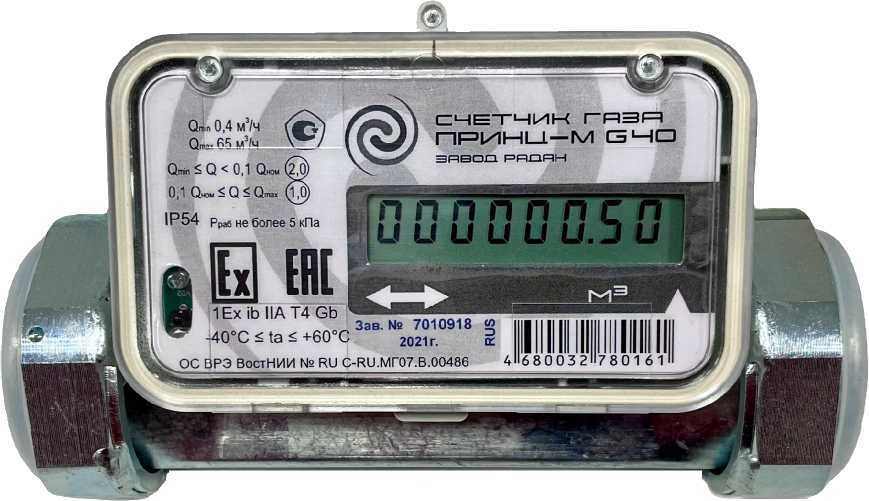 СЧЕТЧИК ГАЗА
ПРИНЦ-М G40
ЗАВОД РАДАН
Qmin 0,4 м³/ч
Qmax 65 м³/ч
Qmin ≤ Q < 0,1 Qном 2,0
0,1 Qном ≤ Q ≤ Qmax 1,0
IP54 Рраб не более 5 кПа
000000.50
м³
Ex EAC
1Ex ib IIA T4 Gb
-40°C ≤ ta ≤ +60°C
Зав. № 7010918
2021г.
RUS
4 680032 780161
ОС ВРЭ ВостНИИ № RU C-RU.МГ07.В.00486